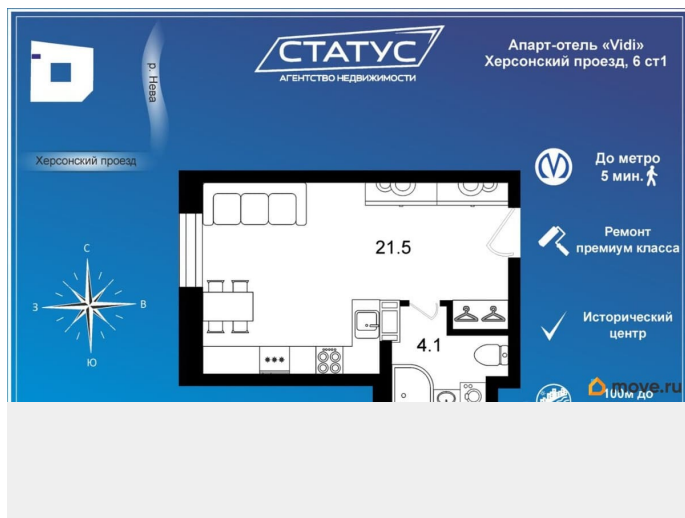 СТАТУС
АГЕНТСТВО НЕДВИЖИМОСТИ
Апарт-отель «Vidi»
Херсонский проезд, 6 ст1
р. Нева
Херсонский проезд
До метро
5 мин.
21.5
Ремонт
премиум класса
С
З
В
Ю
Исторический
центр
4.1
move.ru
100м до